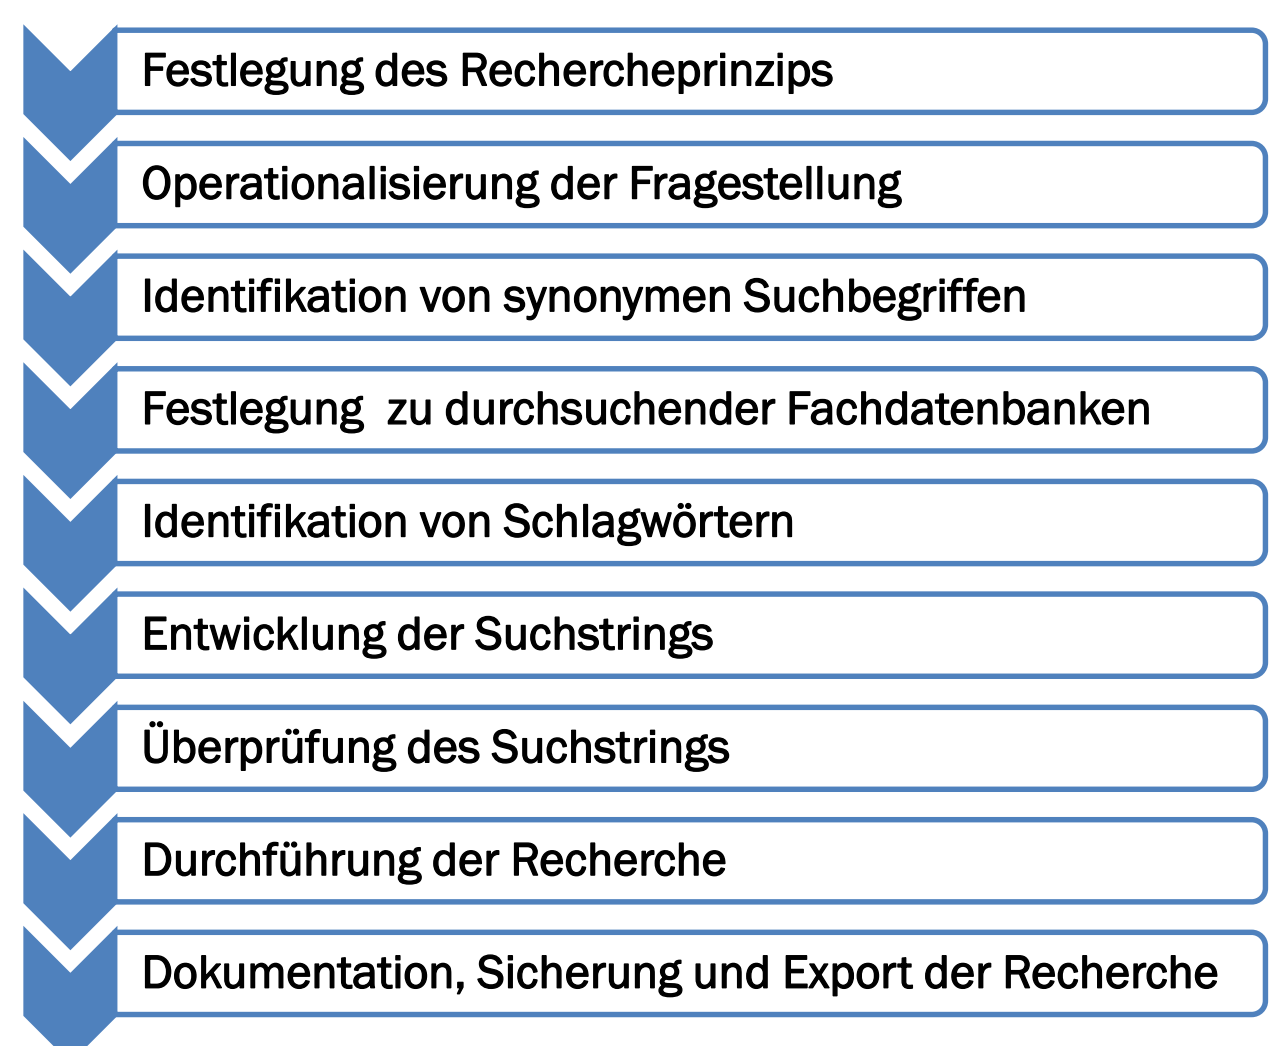 Festlegung des Rechercheprinzips
Operationalisierung der Fragestellung
Identifikation von synonymen Suchbegriffen
Festlegung  zu durchsuchender Fachdatenbanken
Identifikation von Schlagwörtern
Entwicklung der Suchstrings
Überprüfung des Suchstrings
Durchführung der Recherche
Dokumentation, Sicherung und Export der Recherche